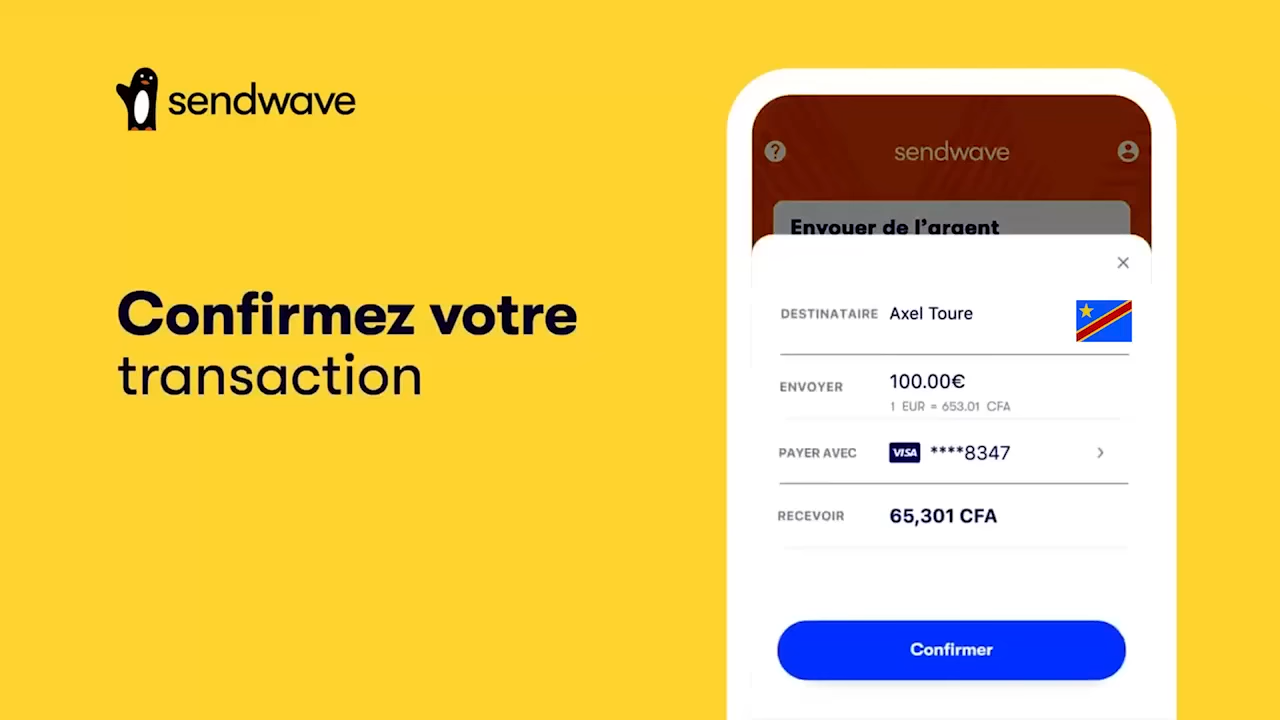 sendwave
Confirmez votre
transaction
sendwave
Envoyer de l'argent
DESTINATAIRE Axel Toure
ENVOYER 100.00€
1 EUR = 653.01 CFA
PAYER AVEC VISA ****8347
RECEVOIR 65,301 CFA
Confirmer